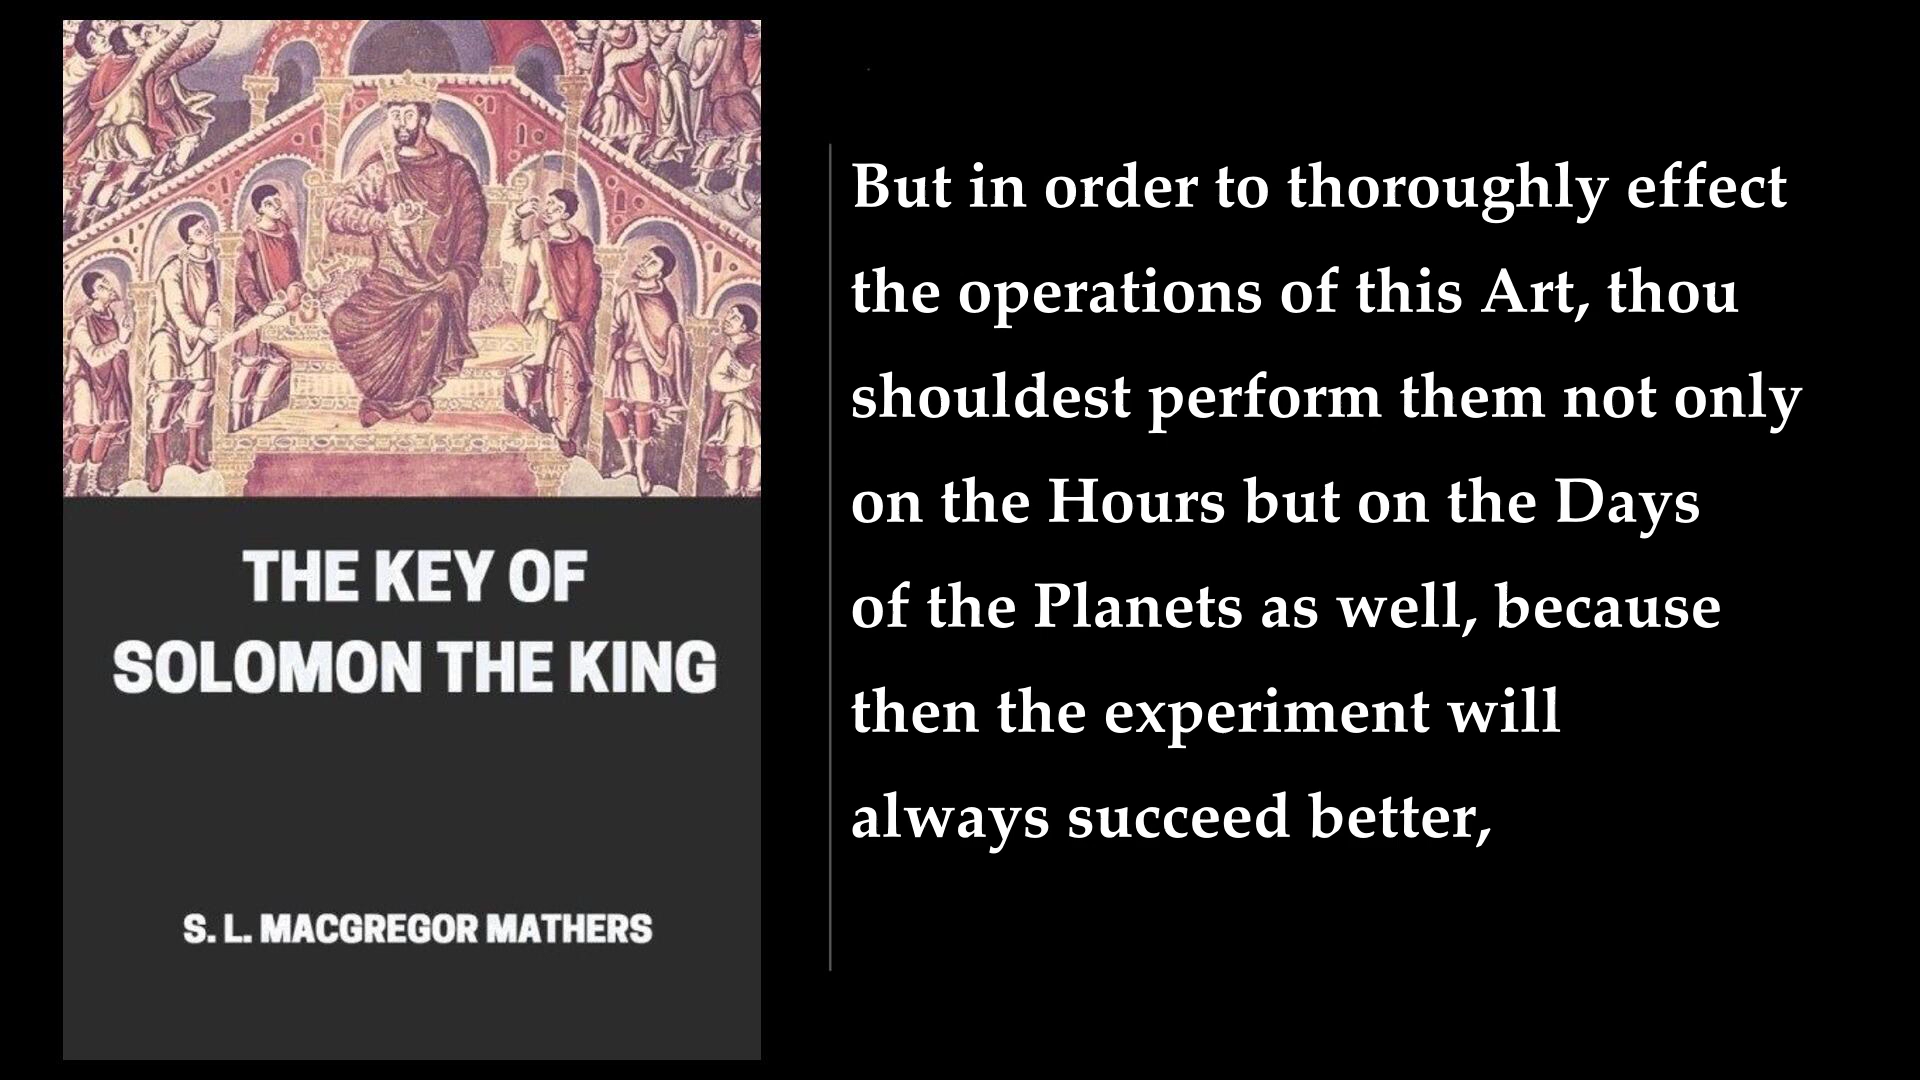 THE KEY OF
SOLOMON THE KING
S. L. MACGREGOR MATHERS
But in order to thoroughly effect
the operations of this Art, thou
shouldest perform them not only
on the Hours but on the Days
of the Planets as well, because
then the experiment will
always succeed better,